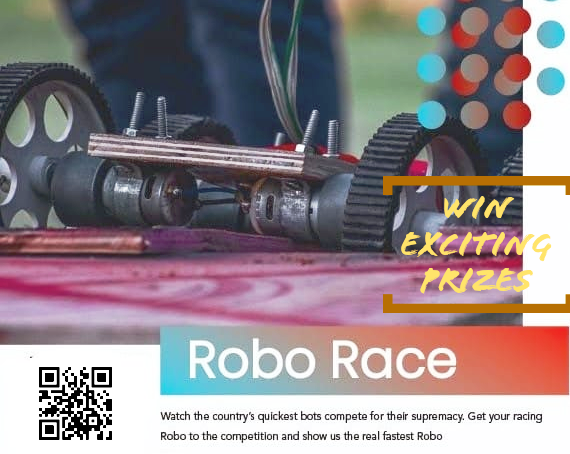 WIN
EXCITING
PRIZES
Robo Race
Watch the country's quickest bots compete for their supremacy. Get your racing
Robo to the competition and show us the real fastest Robo